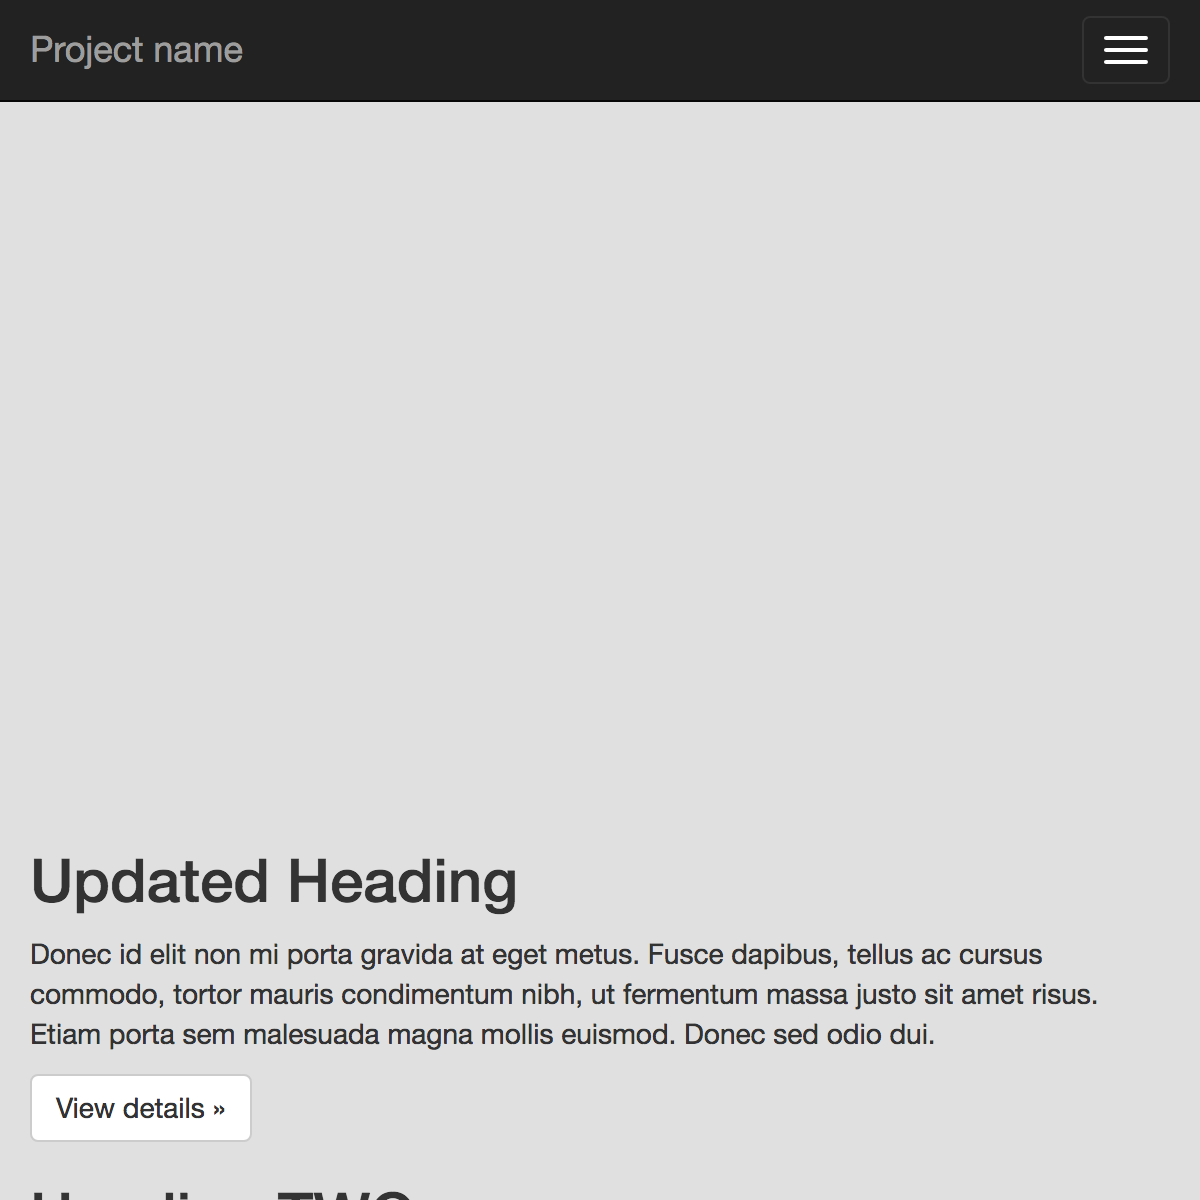 Project name
Updated Heading
Donec id elit non mi porta gravida at eget metus. Fusce dapibus, tellus ac cursus
commodo, tortor mauris condimentum nibh, ut fermentum massa justo sit amet risus.
Etiam porta sem malesuada magna mollis euismod. Donec sed odio dui.
View details »
Heading TWO